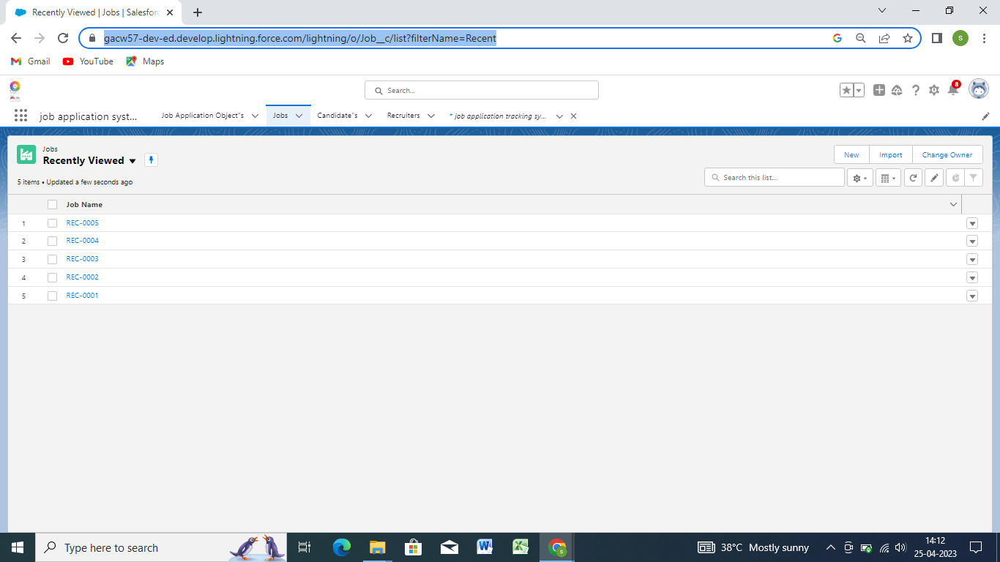 Recently Viewed | Jobs | Salesforc
gacw57-dev-ed.develop.lightning.force.com/lightning/o/Job__c/list?filterName=Recent
S
Gmail YouTube Maps
Search...
8
job application syst... Job Application Object"s Jobs Candidate"s Recruiters * job application tracking sy...
Jobs
Recently Viewed
New Import Change Owner
5 items • Updated a few seconds ago
Search this list...
Job Name
1 REC-0005
2 REC-0004
3 REC-0003
4 REC-0002
5 REC-0001
Type here to search
38°C Mostly sunny
14:12
25-04-2023